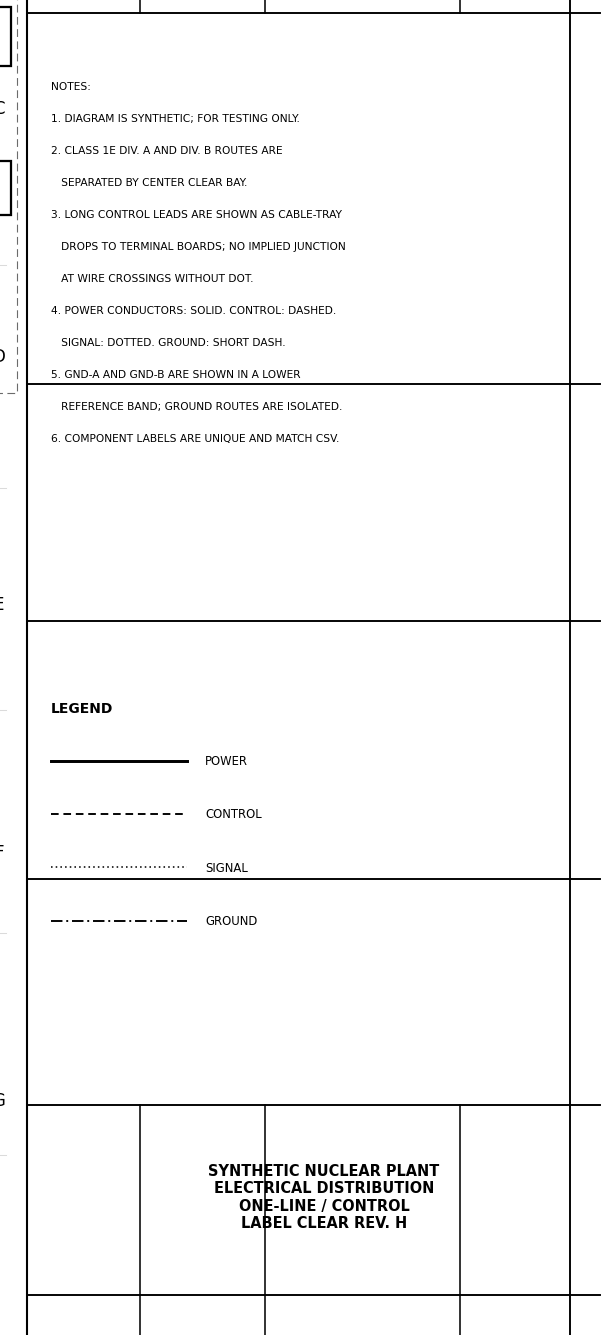 C
D
E
F
G
NOTES:
1. DIAGRAM IS SYNTHETIC; FOR TESTING ONLY.
2. CLASS 1E DIV. A AND DIV. B ROUTES ARE
SEPARATED BY CENTER CLEAR BAY.
3. LONG CONTROL LEADS ARE SHOWN AS CABLE-TRAY
DROPS TO TERMINAL BOARDS; NO IMPLIED JUNCTION
AT WIRE CROSSINGS WITHOUT DOT.
4. POWER CONDUCTORS: SOLID. CONTROL: DASHED.
SIGNAL: DOTTED. GROUND: SHORT DASH.
5. GND-A AND GND-B ARE SHOWN IN A LOWER
REFERENCE BAND; GROUND ROUTES ARE ISOLATED.
6. COMPONENT LABELS ARE UNIQUE AND MATCH CSV.
LEGEND
POWER
CONTROL
SIGNAL
GROUND
SYNTHETIC NUCLEAR PLANT
ELECTRICAL DISTRIBUTION
ONE-LINE / CONTROL
LABEL CLEAR REV. H